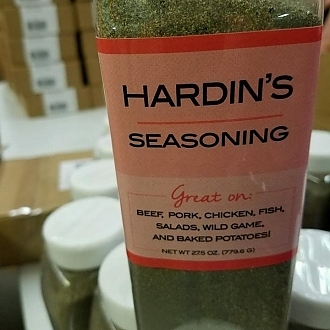 HARDIN'S
SEASONING
Great on:
BEEF, PORK, CHICKEN, FISH,
SALADS, WILD GAME,
AND BAKED POTATOES!
NET WT 27.5 OZ. (779.6 G)